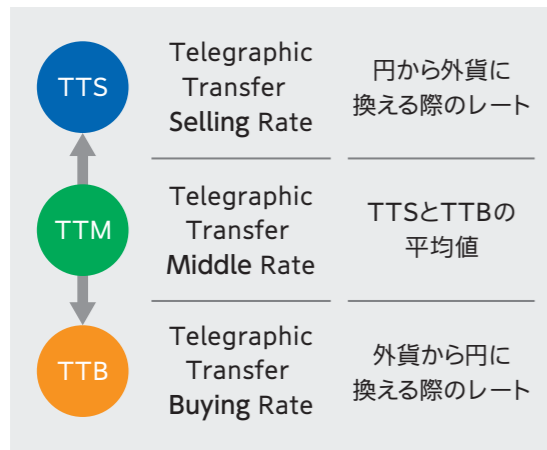 TTS
Telegraphic
Transfer
Selling Rate
円から外貨に
換える際のレート
TTM
Telegraphic
Transfer
Middle Rate
TTSとTTBの
平均値
TTB
Telegraphic
Transfer
Buying Rate
外貨から円に
換える際のレート